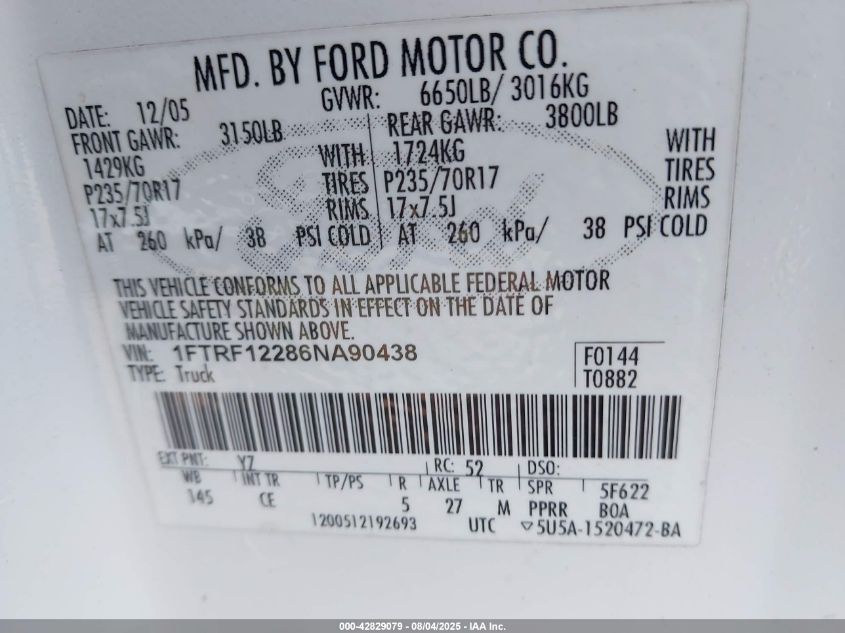 MFD. BY FORD MOTOR CO.
DATE: 12/05 GVWR: 6650LB/ 3016KG
FRONT GAWR: 3150LB REAR GAWR: 3800LB
1429KG WITH 1724KG WITH
P235/70R17 TIRES P235/70R17 TIRES
17x7.5J RIMS 17x7.5J RIMS
AT 260 kPa/ 38 PSI COLD AT 260 kPa/ 38 PSI COLD
Ford
THIS VEHICLE CONFORMS TO ALL APPLICABLE FEDERAL MOTOR
VEHICLE SAFETY STANDARDS IN EFFECT ON THE DATE OF
MANUFACTURE SHOWN ABOVE.
VIN: 1FTRF12286NA90438 F0144
TYPE: Truck T0882
EXT PNT: YZ RC: 52 DSO:
WB INT TR TP/PS R AXLE TR SPR 5F622
145 CE 5 27 M PPRR BOA
1200512192693 UTC ▽5U5A-1520472-BA
000-42829079 - 08/04/2025 - IAA Inc.